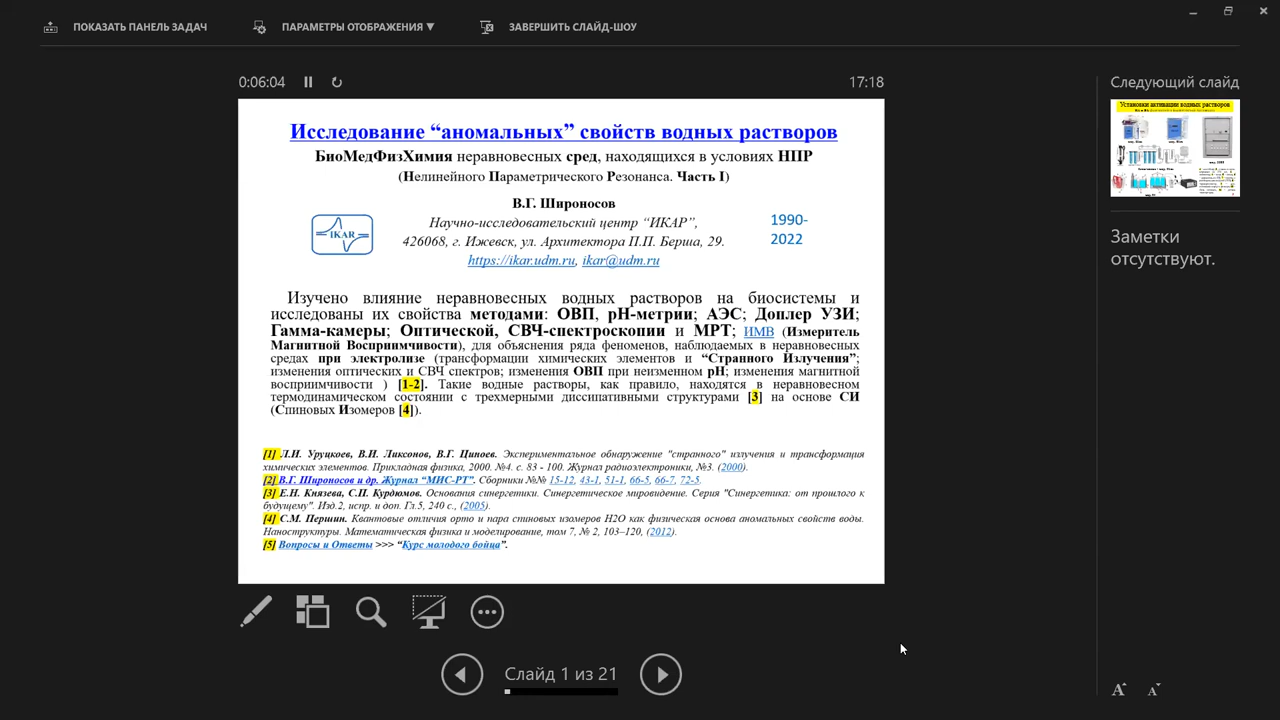 ПОКАЗАТЬ ПАНЕЛЬ ЗАДАЧ
ПАРАМЕТРЫ ОТОБРАЖЕНИЯ ▼
ЗАВЕРШИТЬ СЛАЙД-ШОУ
0:06:04
17:18
Исследование “аномальных” свойств водных растворов
БиоМедФизХимия неравновесных сред, находящихся в условиях НПР
(Нелинейного Параметрического Резонанса. Часть I)
В.Г. Широносов
IKAR
Научно-исследовательский центр “ИКАР”,
426068, г. Ижевск, ул. Архитектора П.П. Берша, 29.
https://ikar.udm.ru, ikar@udm.ru
1990-
2022
Изучено влияние неравновесных водных растворов на биосистемы и
исследованы их свойства методами: ОВП, рН-метрии; АЭС; Доплер УЗИ;
Гамма-камеры; Оптической, СВЧ-спектроскопии и МРТ; ИМВ (Измеритель
Магнитной Восприимчивости), для объяснения ряда феноменов, наблюдаемых в неравновесных
средах при электролизе (трансформации химических элементов и “Странного Излучения”;
изменения оптических и СВЧ спектров; изменения ОВП при неизменном рН; изменения магнитной
восприимчивости ) [1-2]. Такие водные растворы, как правило, находятся в неравновесном
термодинамическом состоянии с трехмерными диссипативными структурами [3] на основе СИ
(Спиновых Изомеров [4]).
[1] Л.И. Уруцкоев, В.И. Ликсонов, В.Г. Циноев. Экспериментальное обнаружение "странного" излучения и трансформация
химических элементов. Прикладная физика, 2000. №4. с. 83 - 100. Журнал радиоэлектроники, №3. (2000).
[2] В.Г. Широносов и др. Журнал “МИС-РТ”. Сборники №№ 15-12, 43-1, 51-1, 66-5, 66-7, 72-5.
[3] Е.Н. Князева, С.П. Курдюмов. Основания синергетики. Синергетическое мировидение. Серия "Синергетика: от прошлого к
будущему". Изд.2, испр. и доп. Гл.5, 240 с., (2005).
[4] С.М. Першин. Квантовые отличия орто и пара спиновых изомеров H2O как физическая основа аномальных свойств воды.
Наноструктуры. Математическая физика и моделирование, том 7, № 2, 103–120, (2012).
[5] Вопросы и Ответы >>> “Курс молодого бойца”.
Слайд 1 из 21
Следующий слайд
Установки активации водных растворов
Заметки
отсутствуют.
A A